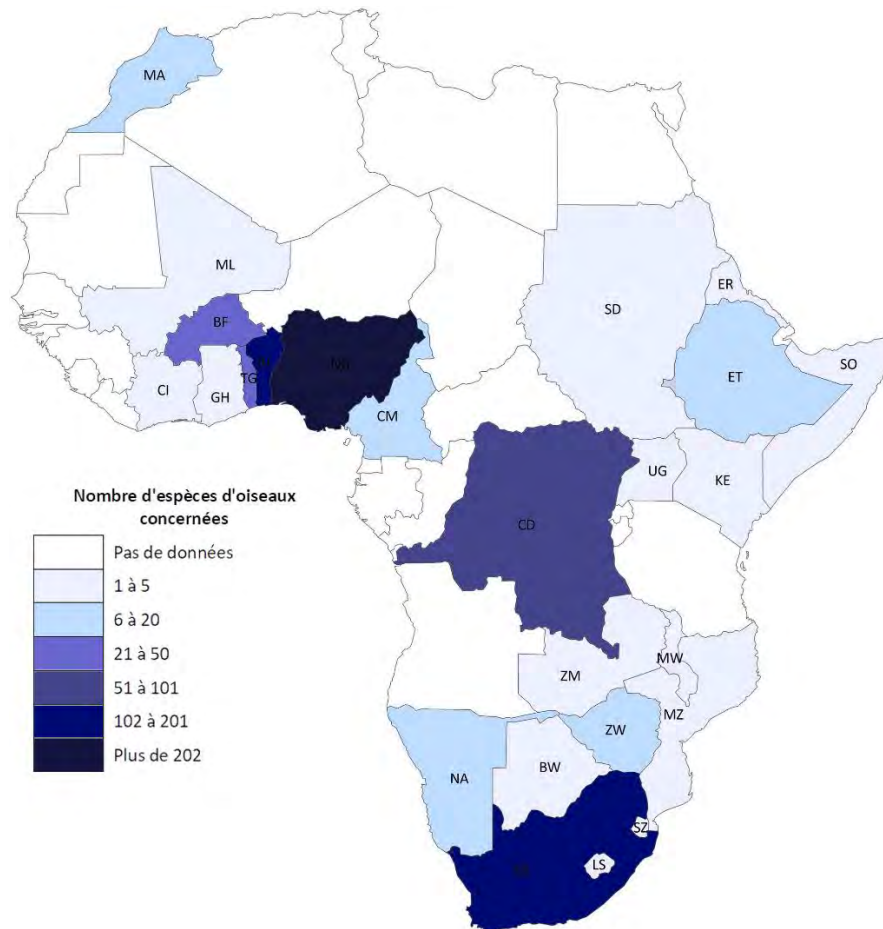 MA
ML
ER
SD
BF
SO
ET
TG
CI
GH
CM
UG
KE
Nombre d'espèces d'oiseaux
concernées
CD
Pas de données
1 à 5
6 à 20
21 à 50
MW
ZM
51 à 101
MZ
102 à 201
ZW
Plus de 202
BW
NA
SZ
LS